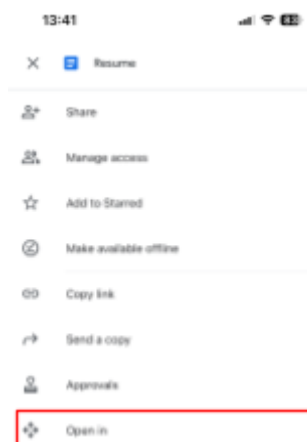 13:41
Resume
Share
Manage access
Add to Starred
Make available offline
Copy link
Send a copy
Approvals
Open in